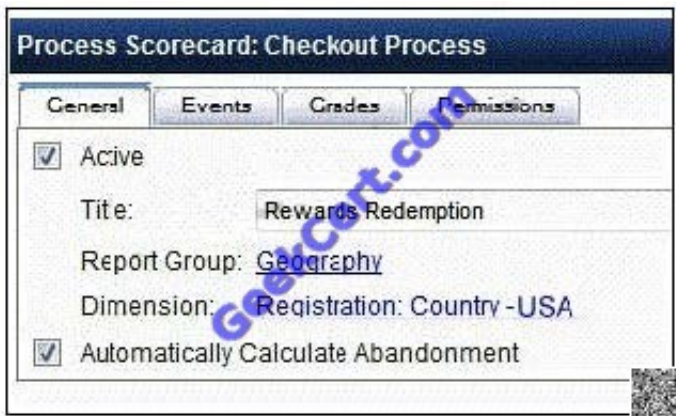 Process Scorecard: Checkout Process
General Events Grades Permissions
Active
Title: Rewards Redemption
Report Group: Geography
Dimension: Registration: Country -USA
Automatically Calculate Abandonment
GeekCert.com